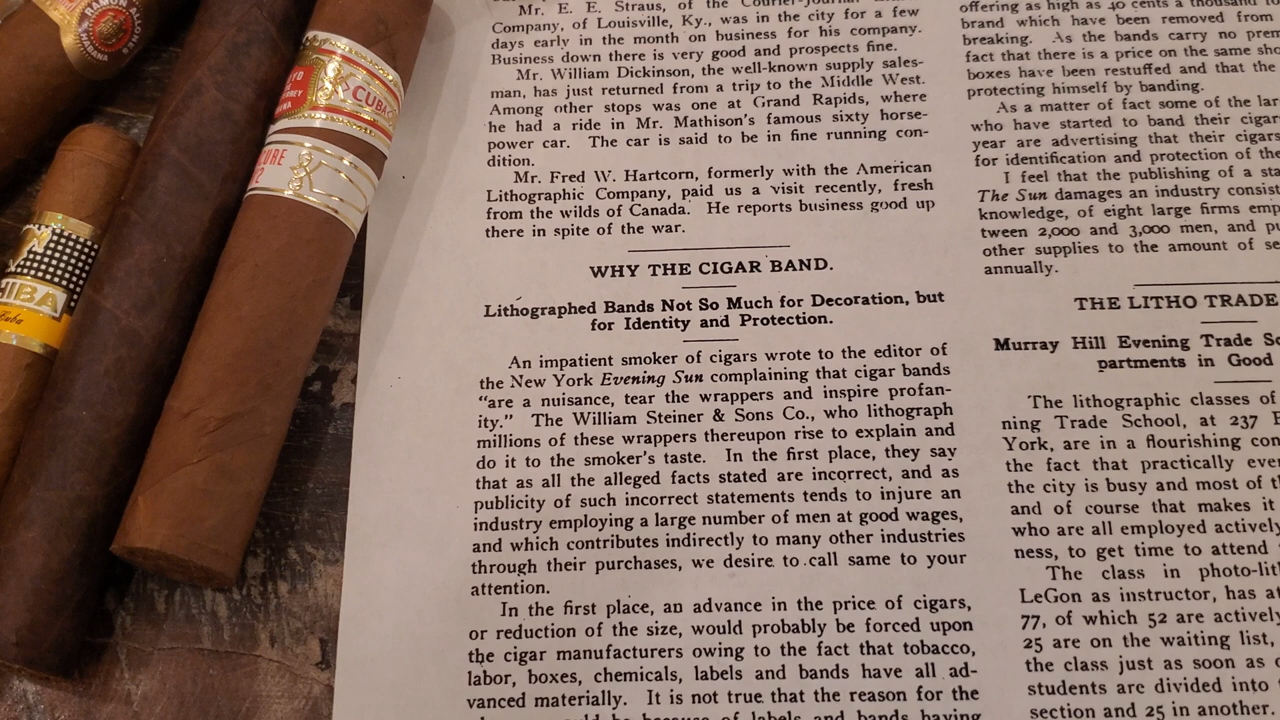 RAMON
HABANA
CUBA
CURE
2
HIBA
Cuba
Mr. E. E. Straus, of the Courier-Journal
Company, of Louisville, Ky., was in the city for a few
days early in the month on business for his company.
Business down there is very good and prospects fine.
Mr. William Dickinson, the well-known supply sales-
man, has just returned from a trip to the Middle West.
Among other stops was one at Grand Rapids, where
he had a ride in Mr. Mathison's famous sixty horse-
power car. The car is said to be in fine running con-
dition.
Mr. Fred W. Hartcorn, formerly with the American
Lithographic Company, paid us a visit recently, fresh
from the wilds of Canada. He reports business good up
there in spite of the war.
WHY THE CIGAR BAND.
Lithographed Bands Not So Much for Decoration, but
for Identity and Protection.
An impatient smoker of cigars wrote to the editor of
the New York Evening Sun complaining that cigar bands
“are a nuisance, tear the wrappers and inspire profan-
ity.” The William Steiner & Sons Co., who lithograph
millions of these wrappers thereupon rise to explain and
do it to the smoker's taste. In the first place, they say
that as all the alleged facts stated are incorrect, and as
publicity of such incorrect statements tends to injure an
industry employing a large number of men at good wages,
and which contributes indirectly to many other industries
through their purchases, we desire to call same to your
attention.
In the first place, an advance in the price of cigars,
or reduction of the size, would probably be forced upon
the cigar manufacturers owing to the fact that tobacco,
labor, boxes, chemicals, labels and bands have all ad-
vanced materially. It is not true that the reason for the
because of labels and bands having
offering as high as 40 cents a thousand
brand which have been removed from
breaking. As the bands carry no
fact that there is a price on the same
boxes have been restuffed and that the
protecting himself by banding.
As a matter of fact some of the
who have started to band their
year are advertising that their cigars
for identification and protection of
I feel that the publishing of a
The Sun damages an industry
knowledge, of eight large firms
tween 2,000 and 3,000 men, and
other supplies to the amount of
annually.
THE LITHO TRADE
Murray Hill Evening Trade
partments in Good
The lithographic classes of
ning Trade School, at 237
York, are in a flourishing
the fact that practically
the city is busy and most of
and of course that makes it
who are all employed actively
ness, to get time to attend
The class in
LeGon as instructor, has
77, of which 52 are
25 are on the waiting list,
the class just as soon as
students are divided into
section and 25 in another.